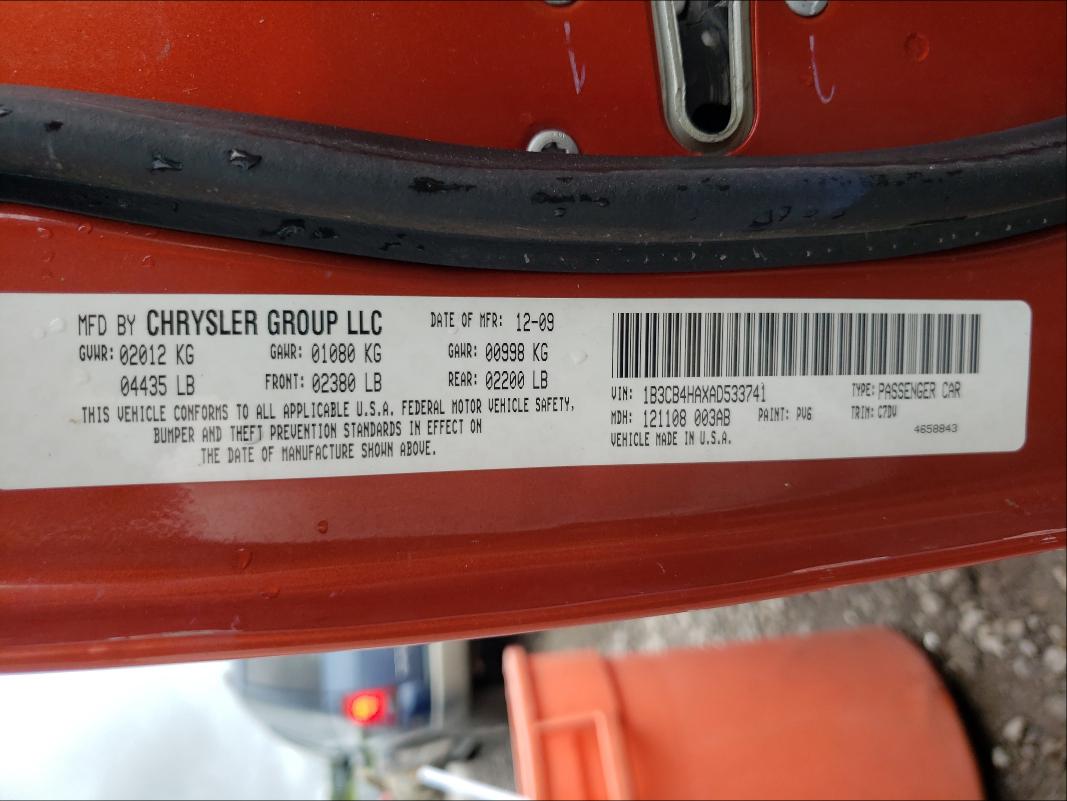 MFD BY CHRYSLER GROUP LLC DATE OF MFR: 12-09
GVWR: 02012 KG GAWR: 01080 KG GAWR: 00998 KG
04435 LB FRONT: 02380 LB REAR: 02200 LB
THIS VEHICLE CONFORMS TO ALL APPLICABLE U.S.A. FEDERAL MOTOR VEHICLE SAFETY,
BUMPER AND THEFT PREVENTION STANDARDS IN EFFECT ON
THE DATE OF MANUFACTURE SHOWN ABOVE.
VIN: 1B3CB4HAXAD533741 TYPE: PASSENGER CAR
MDH: 121108 003AB PAINT: PV6 TRIM: C7DV
VEHICLE MADE IN U.S.A. 4658843